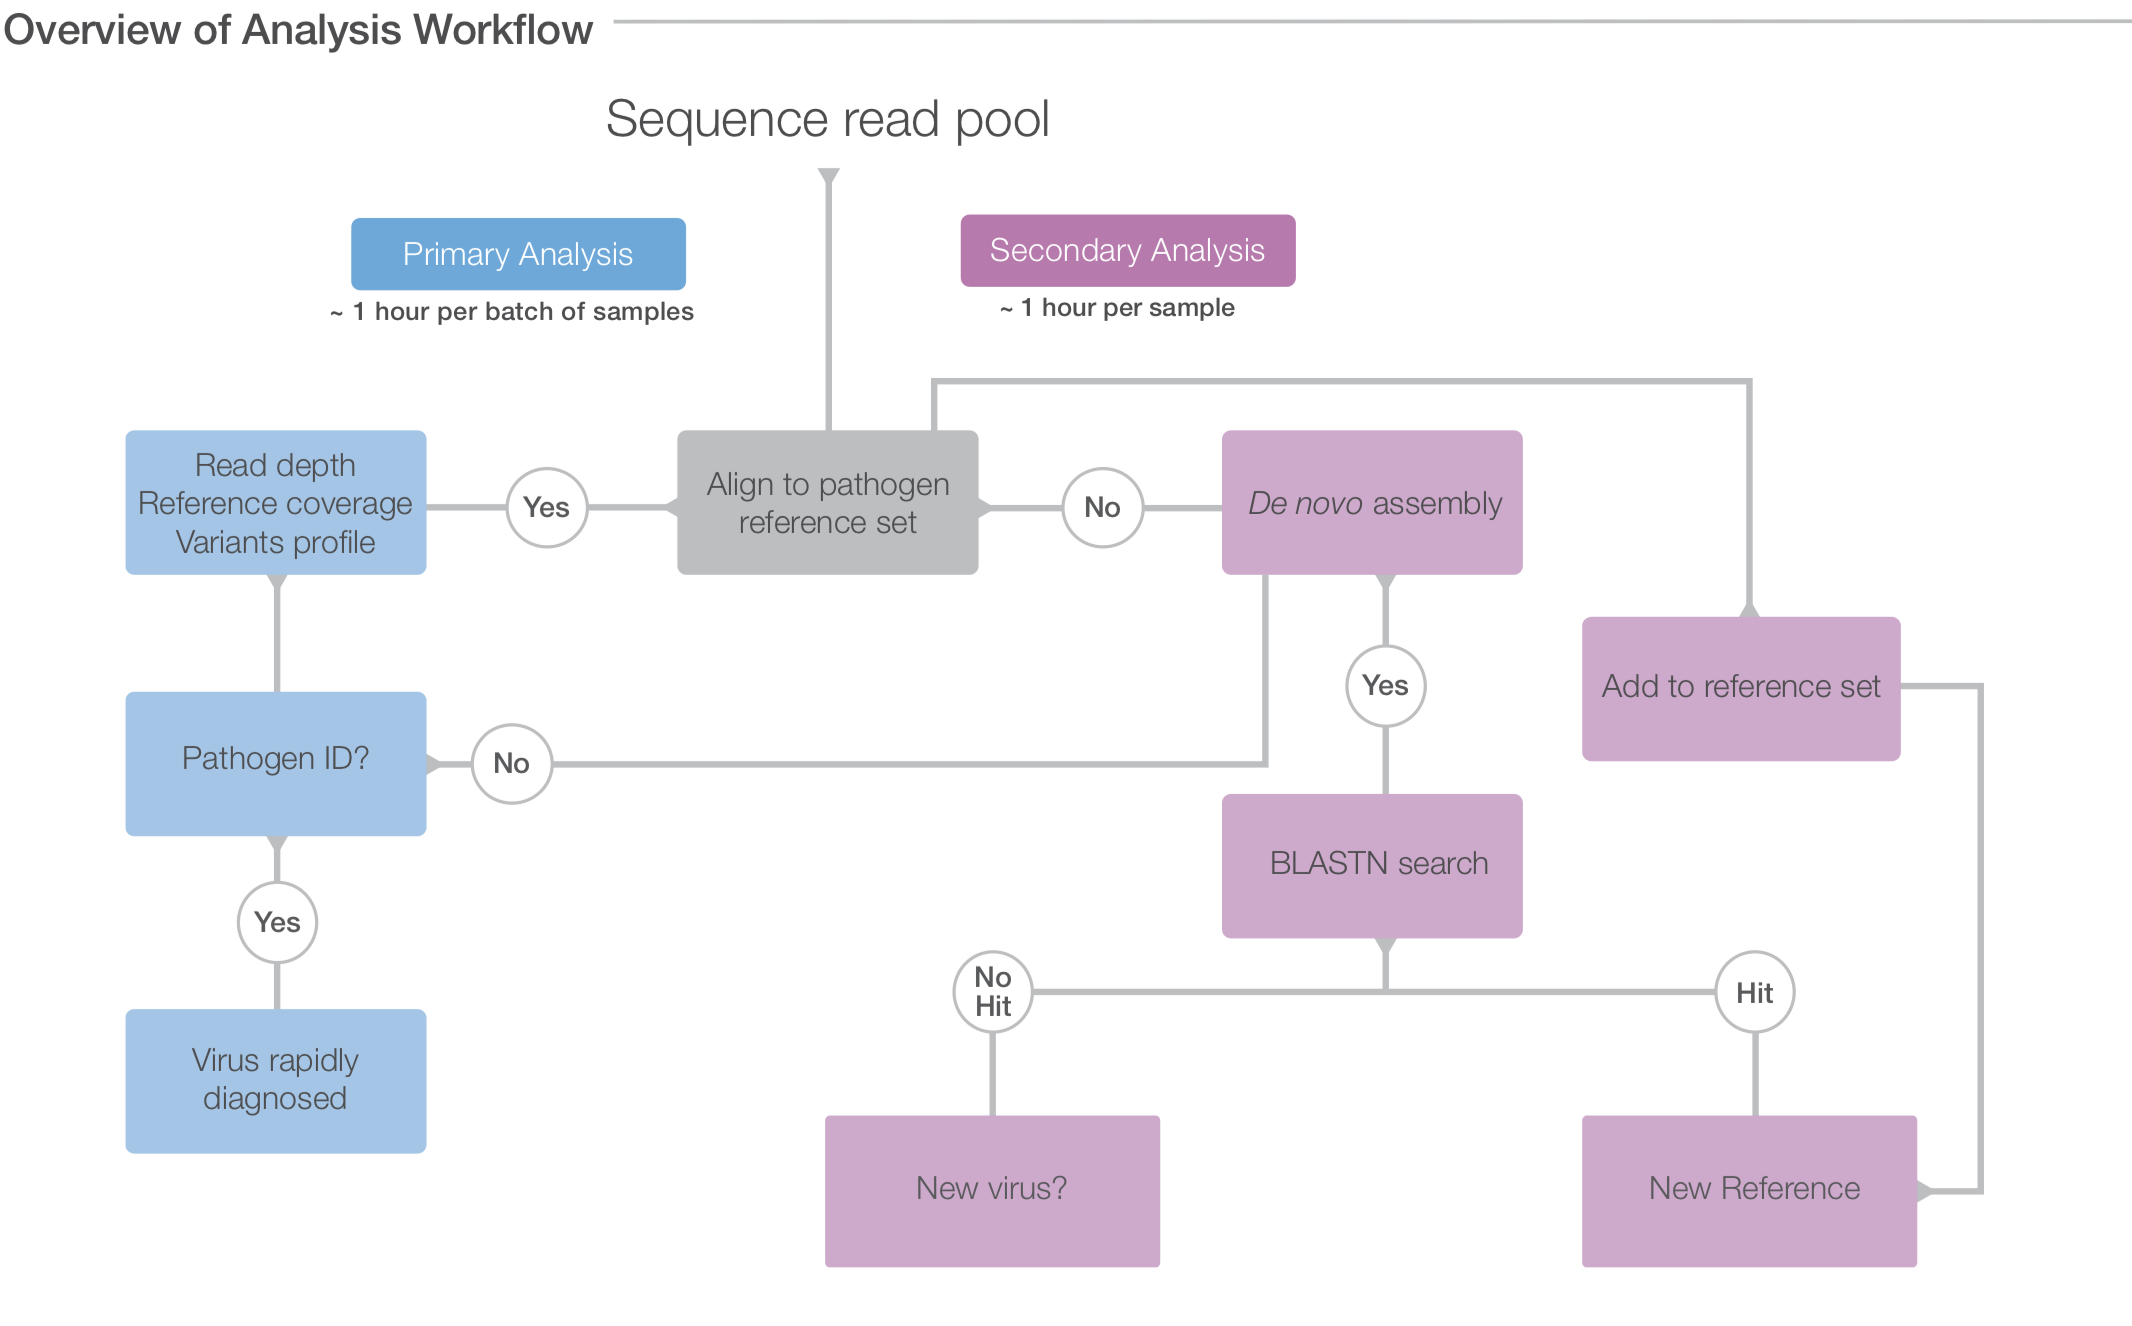 Overview of Analysis Workflow
Sequence read pool
Primary Analysis
~ 1 hour per batch of samples
Secondary Analysis
~ 1 hour per sample
Read depth
Reference coverage
Variants profile
Yes
Align to pathogen
reference set
No
De novo assembly
Yes
Add to reference set
Pathogen ID?
No
BLASTN search
Yes
No
Hit
Hit
Virus rapidly
diagnosed
New virus?
New Reference